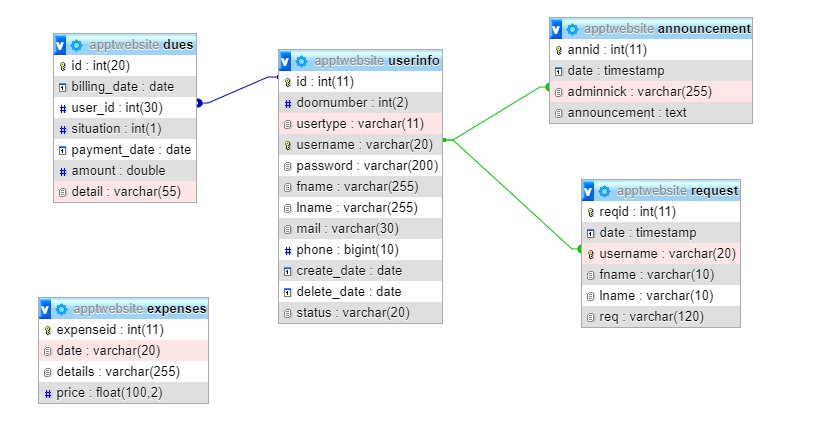 apptwebsite dues
id : int(20)
billing_date : date
user_id : int(30)
situation : int(1)
payment_date : date
amount : double
detail : varchar(55)
apptwebsite userinfo
id : int(11)
doornumber : int(2)
usertype : varchar(11)
username : varchar(20)
password : varchar(200)
fname : varchar(255)
lname : varchar(255)
mail : varchar(30)
phone : bigint(10)
create_date : date
delete_date : date
status : varchar(20)
apptwebsite announcement
annid : int(11)
date : timestamp
adminnick : varchar(255)
announcement : text
apptwebsite request
reqid : int(11)
date : timestamp
username : varchar(20)
fname : varchar(10)
lname : varchar(10)
req : varchar(120)
apptwebsite expenses
expenseid : int(11)
date : varchar(20)
details : varchar(255)
price : float(100,2)